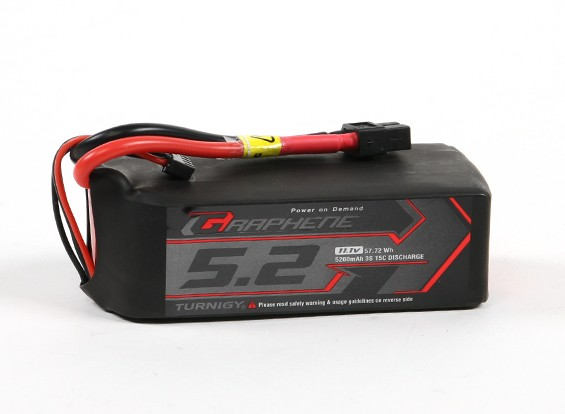 Power on Demand
GRAPHENE
5.2
11.1V 57.72 Wh
5200mAh 3S 15C DISCHARGE
TURNIGY Please read safety warning & usage guidelines on reverse side